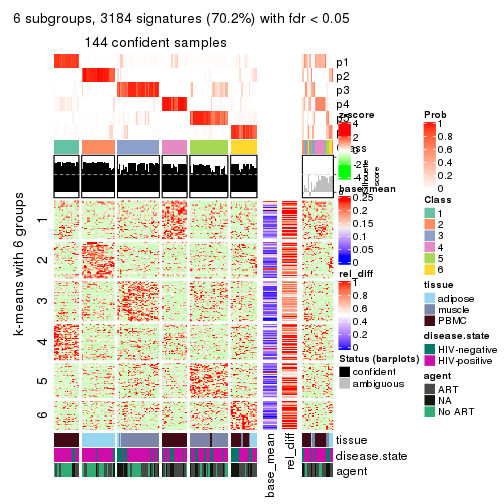 6 subgroups, 3184 signatures (70.2%) with fdr < 0.05
144 confident samples
p1
p2
p3
p4
k-means with 6 groups
1
2
3
4
5
6
base_mean
rel_diff
tissue
disease.state
agent
z-score
4
2
0
-2
-4
Silhouette
score
base_mean
0.25
0.2
0.15
0.1
0.05
0
rel_diff
1
0.8
0.6
0.4
0.2
0
Status (barplots)
confident
ambiguous
Prob
1
0.8
0.6
0.4
0.2
0
Class
1
2
3
4
5
6
tissue
adipose
muscle
PBMC
disease.state
HIV-negative
HIV-positive
agent
ART
NA
No ART